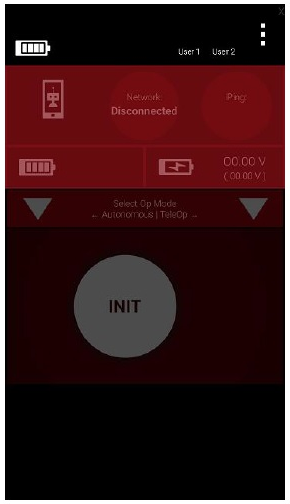 User 1 User 2
Network: Ping:
Disconnected
00.00 V
( 00.00 V )
Select Op Mode
← Autonomous | TeleOp →
INIT